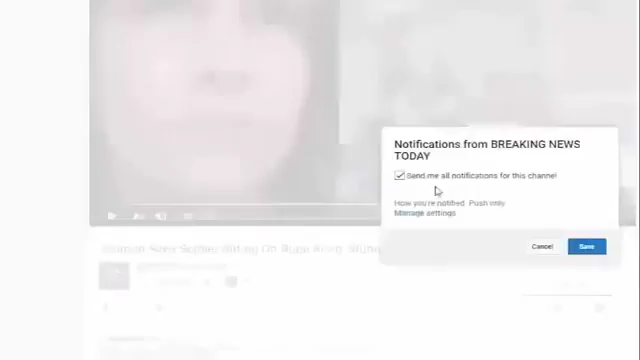 Notifications from BREAKING NEWS
TODAY
Send me all notifications for this channel
How you're notified: Push only
Manage settings
Cancel
Save